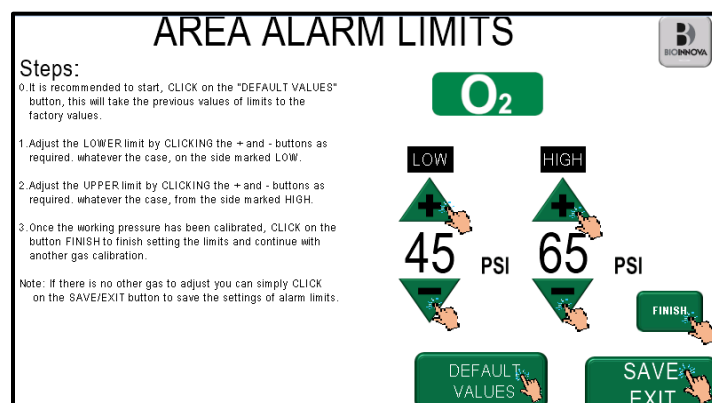 AREA ALARM LIMITS
BIOINNOVA
Steps:
0.It is recommended to start, CLICK on the "DEFAULT VALUES"
button, this will take the previous values of limits to the
factory values.
1.Adjust the LOWER limit by CLICKING the + and - buttons as
required. whatever the case, on the side marked LOW.
2.Adjust the UPPER limit by CLICKING the + and - buttons as
required. whatever the case, from the side marked HIGH.
3.Once the working pressure has been calibrated, CLICK on the
button FINISH to finish setting the limits and continue with
another gas calibration.
Note: If there is no other gas to adjust you can simply CLICK
on the SAVE/EXIT button to save the settings of alarm limits.
O2
LOW HIGH
+ +
45 PSI 65 PSI
- -
FINISH
DEFAULT
VALUES
SAVE
EXIT